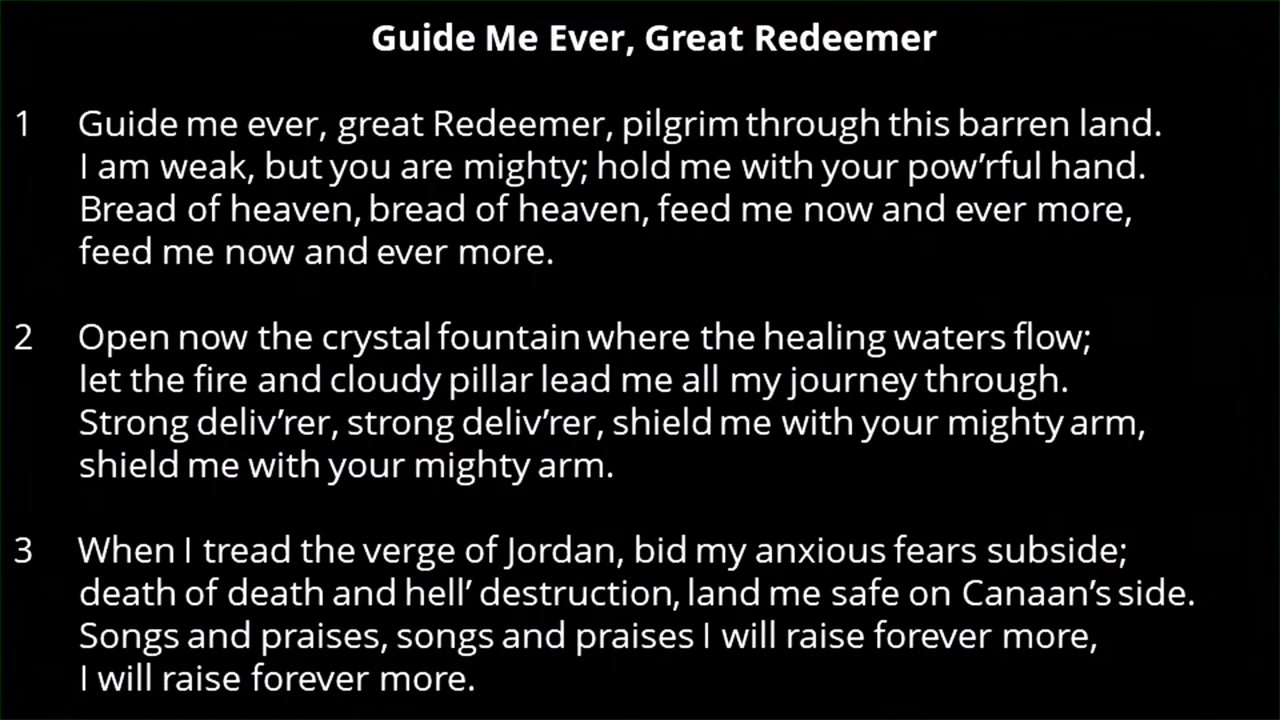 Guide Me Ever, Great Redeemer
1 Guide me ever, great Redeemer, pilgrim through this barren land.
I am weak, but you are mighty; hold me with your pow’rful hand.
Bread of heaven, bread of heaven, feed me now and ever more,
feed me now and ever more.
2 Open now the crystal fountain where the healing waters flow;
let the fire and cloudy pillar lead me all my journey through.
Strong deliv’rer, strong deliv’rer, shield me with your mighty arm,
shield me with your mighty arm.
3 When I tread the verge of Jordan, bid my anxious fears subside;
death of death and hell’ destruction, land me safe on Canaan’s side.
Songs and praises, songs and praises I will raise forever more,
I will raise forever more.